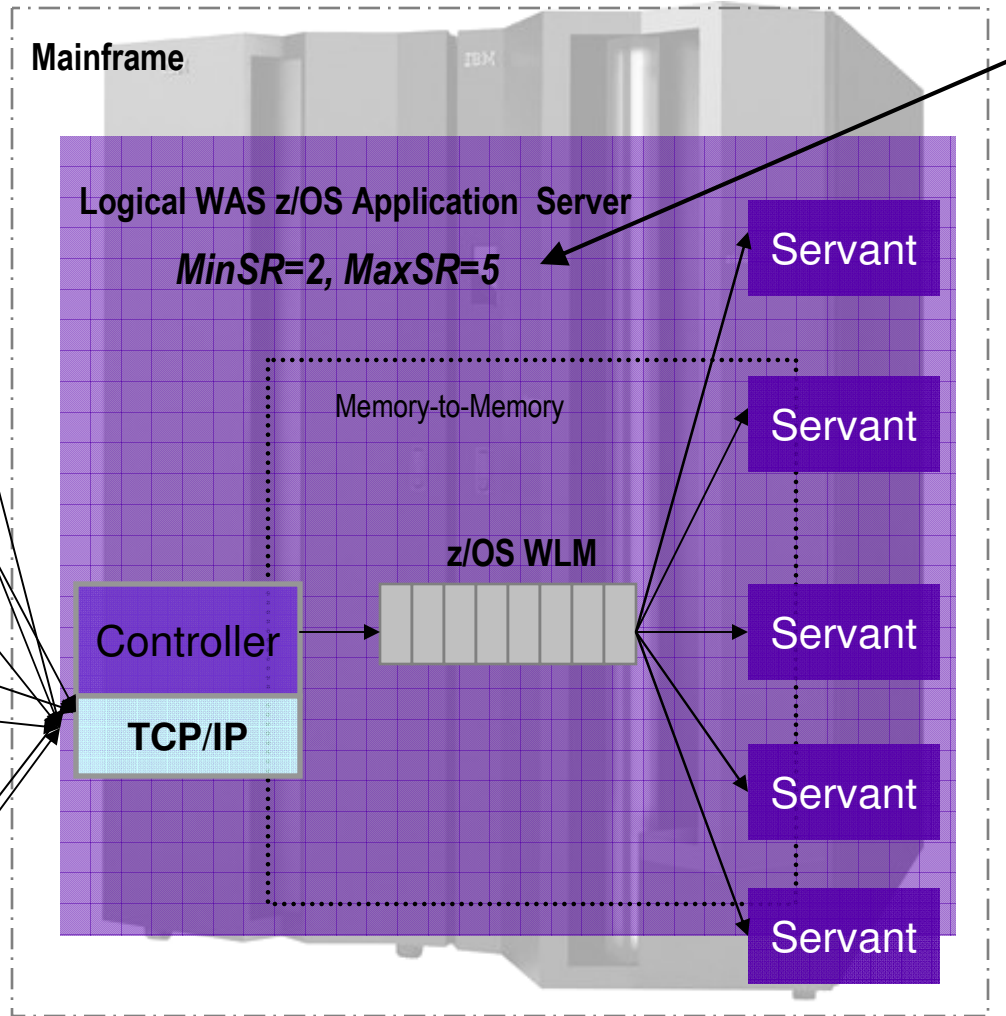 Mainframe
IBM
Logical WAS z/OS Application Server
MinSR=2, MaxSR=5
Servant
Memory-to-Memory
Servant
z/OS WLM
Controller
Servant
TCP/IP
Servant
Servant